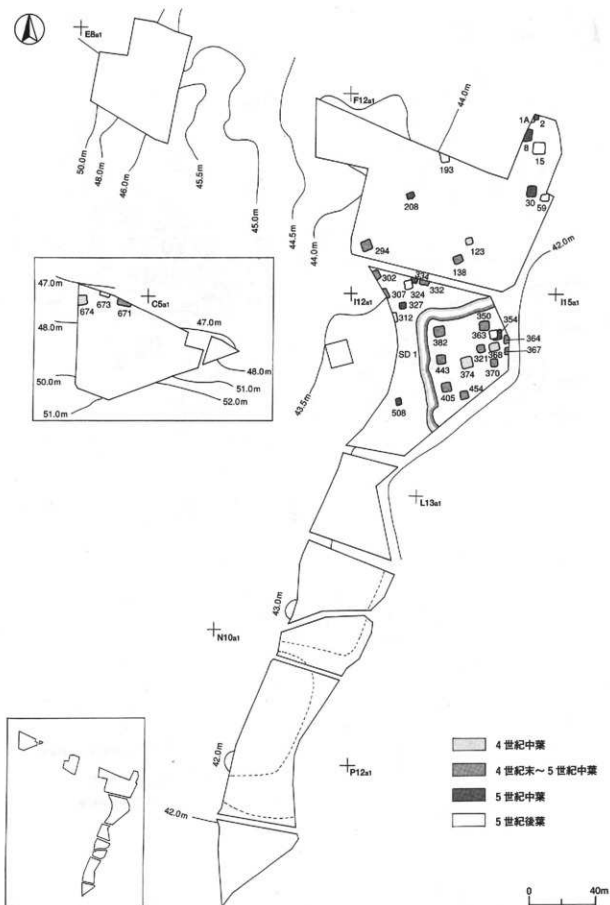 E8a1
F12a1
44.0m
1A
2
8
15
193
30
59
208
50.0m
48.0m
46.0m
45.5m
45.0m
44.5m
44.0m
294
123
138
42.0m
47.0m
C5a1
674
673
671
48.0m
47.0m
50.0m
51.0m
48.0m
51.0m
52.0m
302
334
332
I12a1
307
324
327
312
I15a1
350
354
382
363
364
SD 1
443
321
368
367
374
370
43.5m
405
454
508
L13a1
43.0m
N10a1
42.0m
P12a1
42.0m
4世紀中葉
4世紀末～5世紀中葉
5世紀中葉
5世紀後葉
0
40m